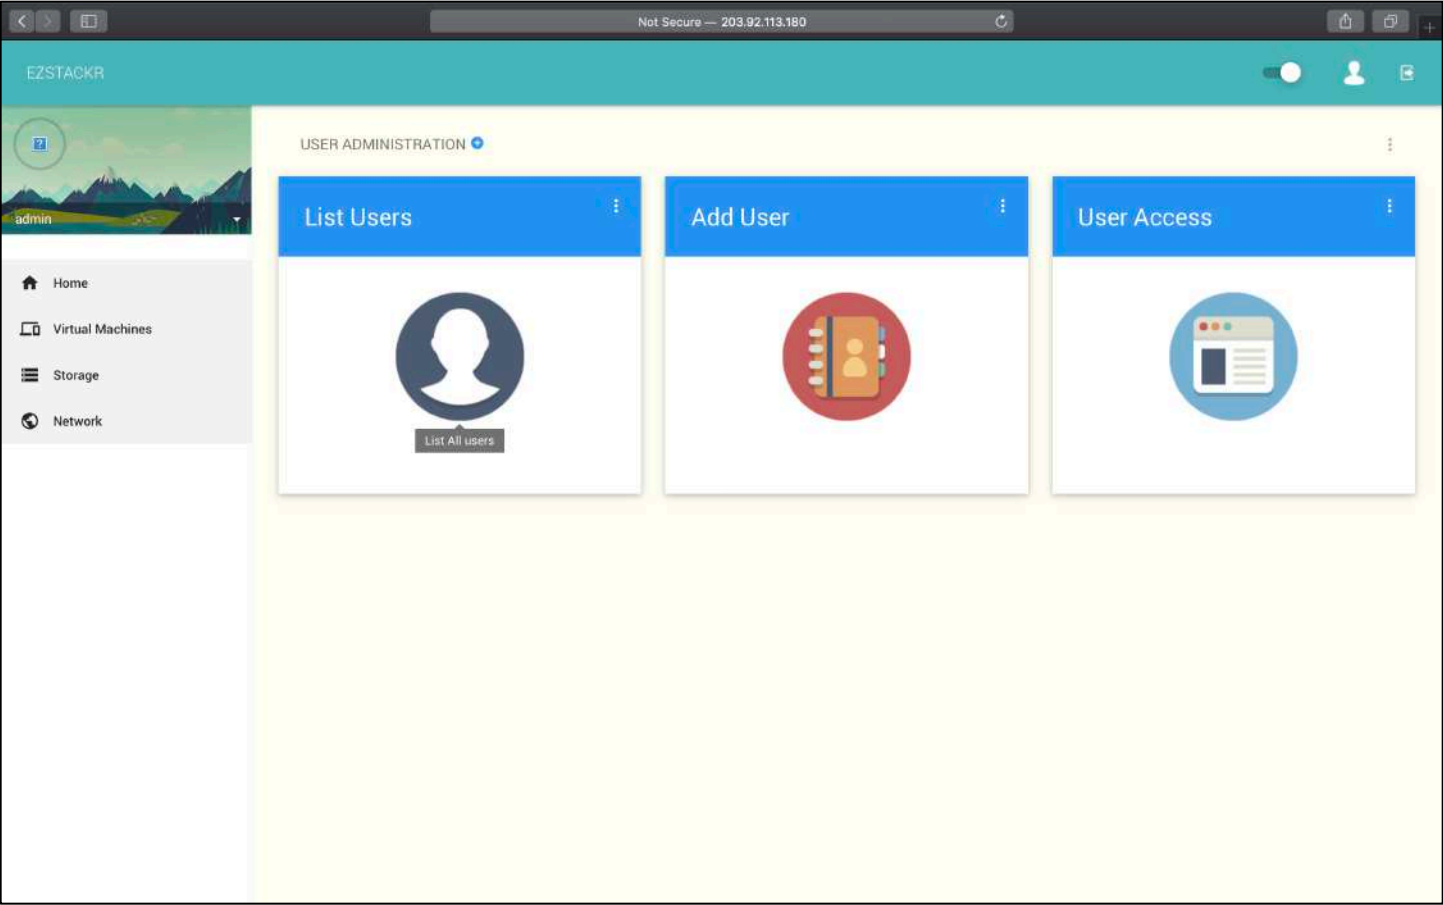 Not Secure — 203.92.113.180
EZSTACKR
admin
Home
Virtual Machines
Storage
Network
USER ADMINISTRATION
List Users
List All users
Add User
User Access